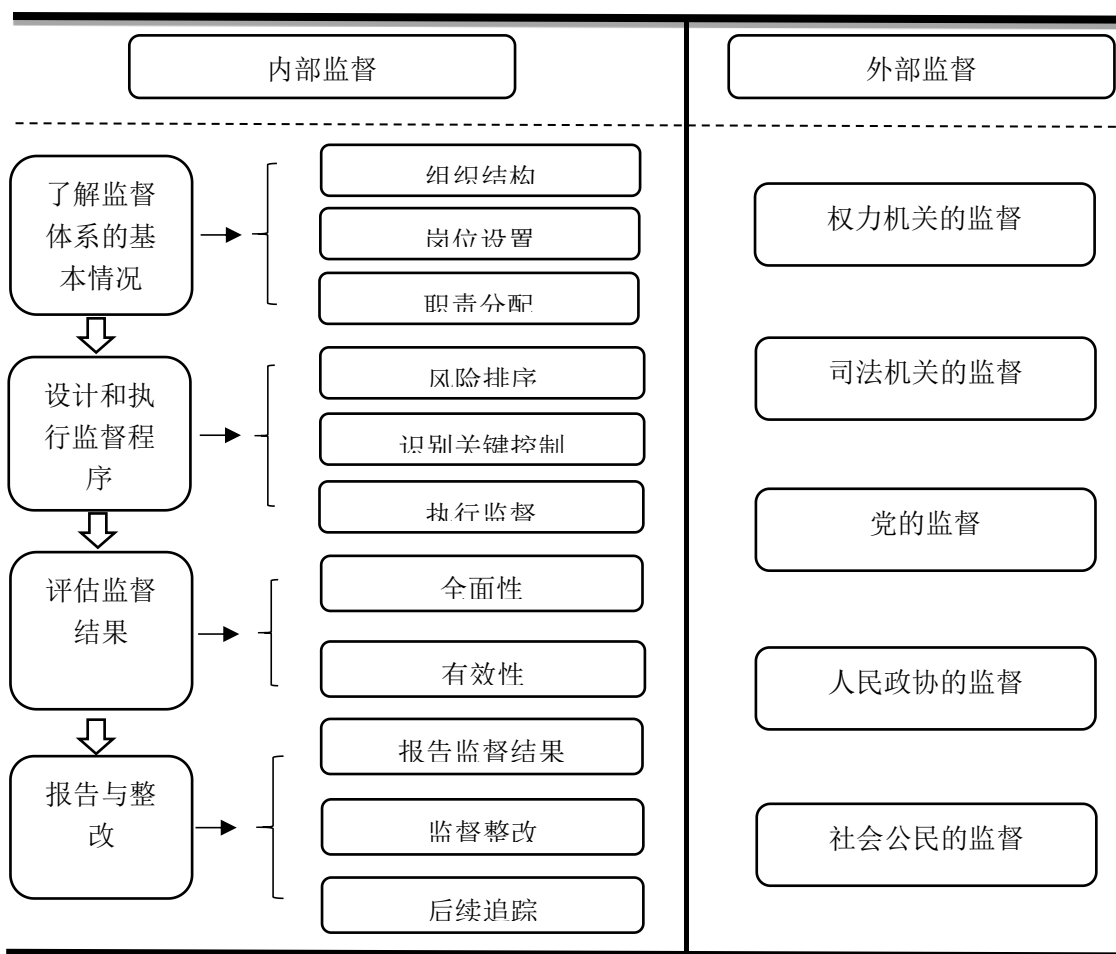 内部监督
外部监督
了解监督
体系的基
本情况
组织结构
岗位设置
职责分配
设计和执
行监督程
序
风险排序
识别关键控制
执行监督
评估监督
结果
全面性
有效性
报告与整
改
报告监督结果
监督整改
后续追踪
权力机关的监督
司法机关的监督
党的监督
人民政协的监督
社会公民的监督